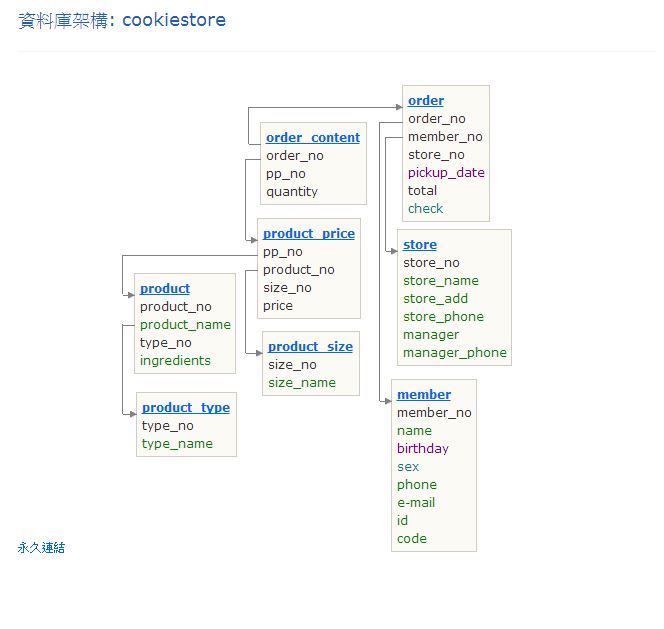 資料庫架構: cookiestore
order
order_no
member_no
store_no
pickup_date
total
check
order_content
order_no
pp_no
quantity
product_price
pp_no
product_no
size_no
price
store
store_no
store_name
store_add
store_phone
manager
manager_phone
product
product_no
product_name
type_no
ingredients
product_size
size_no
size_name
product_type
type_no
type_name
member
member_no
name
birthday
sex
phone
e-mail
id
code
永久連結